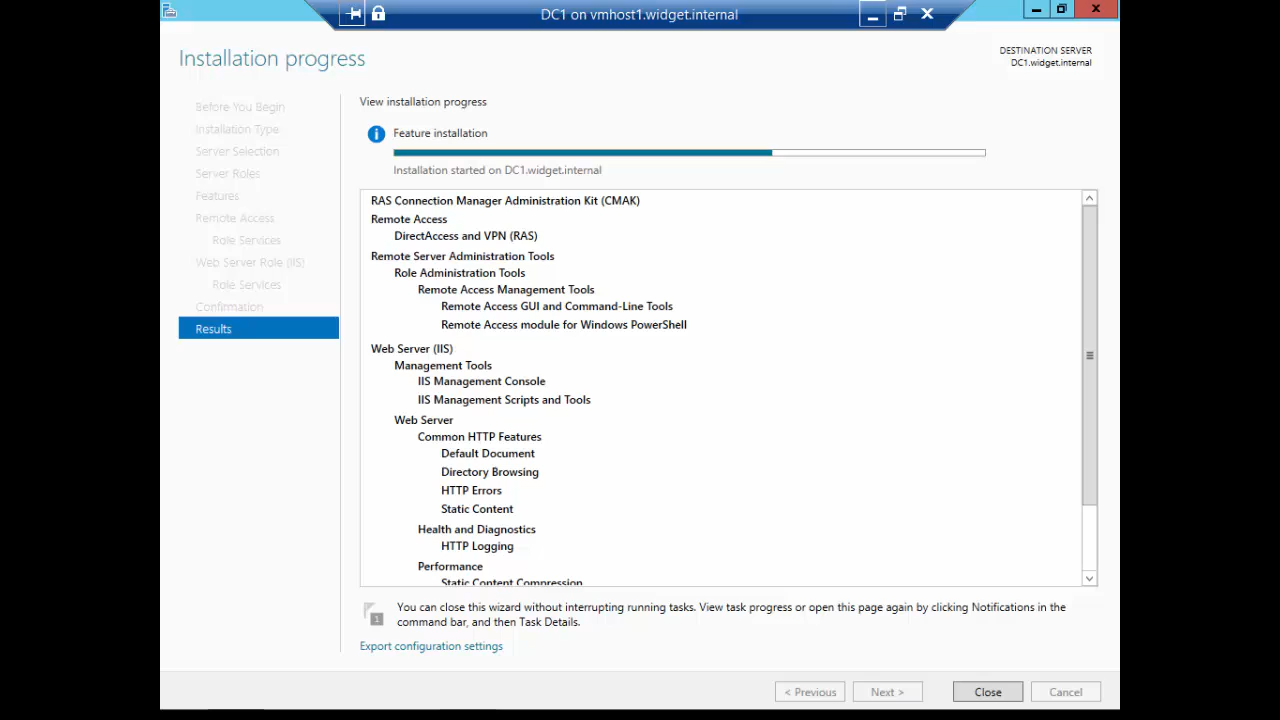 DC1 on vmhost1.widget.internal
Installation progress
DESTINATION SERVER
DC1.widget.internal
Before You Begin
Installation Type
Server Selection
Server Roles
Features
Remote Access
Role Services
Web Server Role (IIS)
Role Services
Confirmation
Results
View installation progress
Feature installation
Installation started on DC1.widget.internal
RAS Connection Manager Administration Kit (CMAK)
Remote Access
DirectAccess and VPN (RAS)
Remote Server Administration Tools
Role Administration Tools
Remote Access Management Tools
Remote Access GUI and Command-Line Tools
Remote Access module for Windows PowerShell
Web Server (IIS)
Management Tools
IIS Management Console
IIS Management Scripts and Tools
Web Server
Common HTTP Features
Default Document
Directory Browsing
HTTP Errors
Static Content
Health and Diagnostics
HTTP Logging
Performance
Static Content Compression
1
You can close this wizard without interrupting running tasks. View task progress or open this page again by clicking Notifications in the
command bar, and then Task Details.
Export configuration settings
< Previous
Next >
Close
Cancel